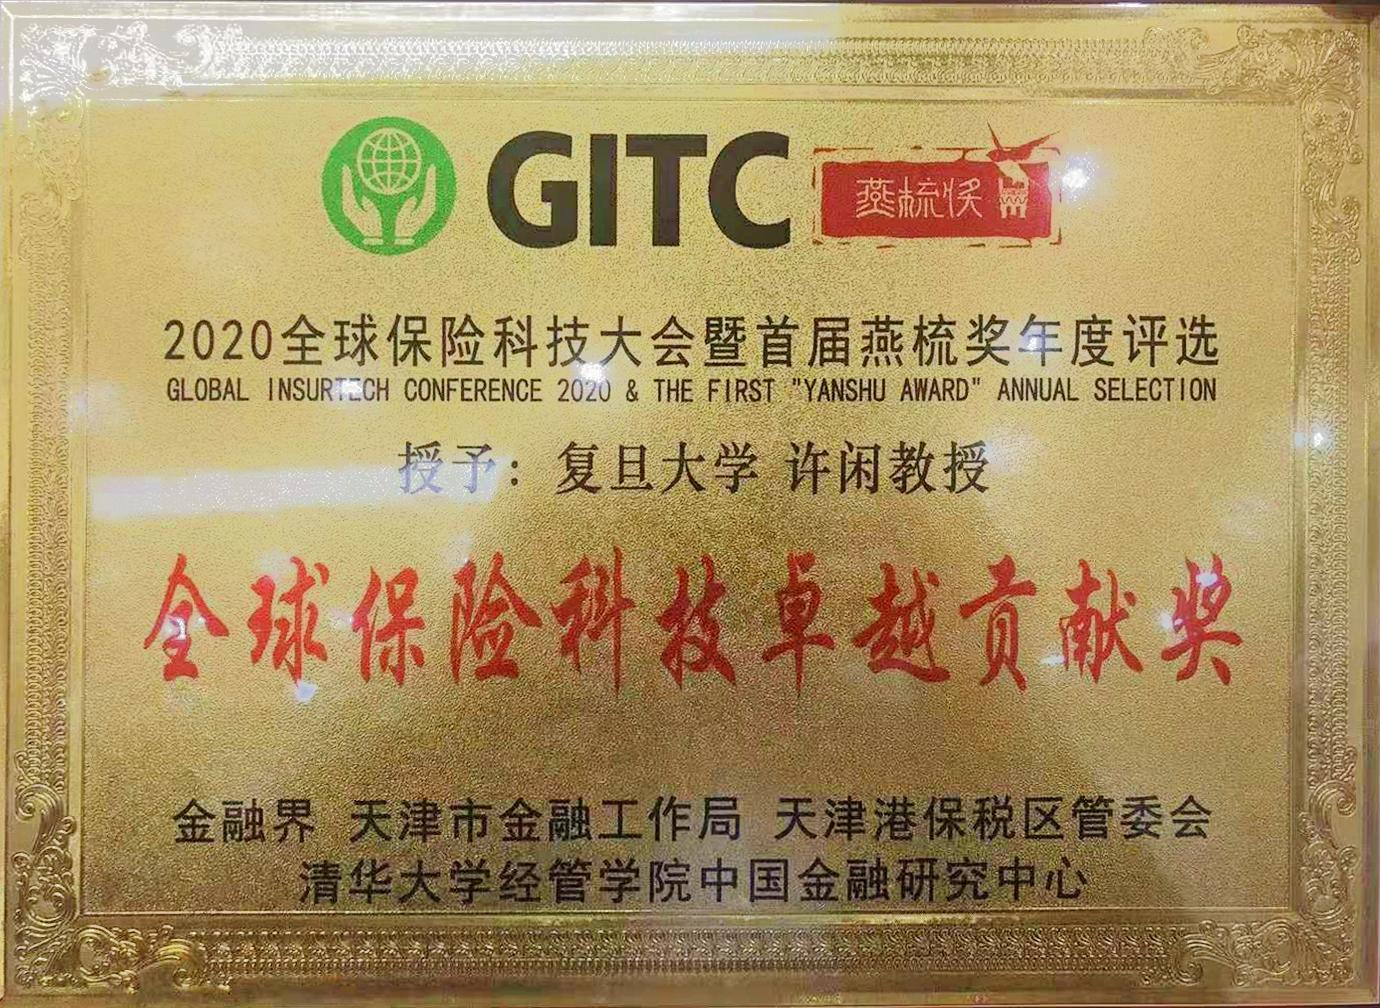 GITC 燕梳奖
2020全球保险科技大会暨首届燕梳奖年度评选
GLOBAL INSURTECH CONFERENCE 2020 & THE FIRST "YANSHU AWARD" ANNUAL SELECTION
授予：复旦大学 许闲教授
全球保险科技卓越贡献奖
金融界 天津市金融工作局 天津港保税区管委会
清华大学经管学院中国金融研究中心